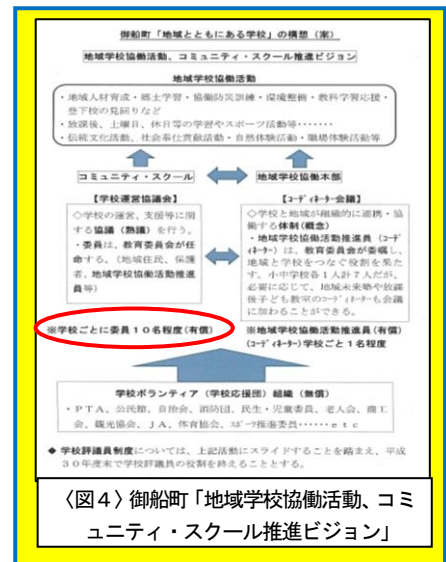 御船町「地域とともにある学校」の構想（案）
地域学校協働活動、コミュニティ・スクール推進ビジョン
地域学校協働活動
・地域人材育成・郷土学習・協働防災訓練・環境整備・教科学習応援・
登下校の見回りなど
・放課後、土曜日、休日等の学習やスポーツ活動等‥‥‥
・伝統文化活動、社会奉仕貢献活動・自然体験活動・職場体験活動等
コミュニティ・スクール
地域学校協働本部
【学校運営協議会】
◇学校の運営、支援等に関
する協議（熟議）を行う。
・委員は、教育委員会が任
命する。（地域住民、保護
者、地域学校協働活動推進
員等）
【ｺｰﾃﾞｨﾈｰﾀｰ会議】
◇学校と地域が組織的に連携・協
働する体制(概念)
・地域学校協働活動推進員（ｺｰﾃﾞ
ｨﾈｰﾀｰ）は、教育委員会が委嘱し、
地域と学校をつなぐ役割を果た
す。小中学校各１人計７人だが、
必要に応じて、地域未来塾や放課
後子ども教室のｺｰﾃﾞｨﾈｰﾀｰも会議
に加わることができる。
※学校ごとに委員１０名程度(有償)
※地域学校協働活動推進員(有償)
(ｺｰﾃﾞｨﾈｰﾀｰ)学校ごと１名程度
学校ボランティア（学校応援団）組織（無償）
・ＰＴＡ、公民館、自治会、消防団、民生・児童委員、老人会、商工
会、観光協会、ＪＡ、体育協会、ｽﾎﾟｰﾂ推進委員‥‥‥ｅｔｃ
◆ 学校評議員制度については、上記活動にスライドすることを踏まえ、平成
３０年度末で学校評議員の役割を終えることとする。
〈図４〉御船町「地域学校協働活動、コミ
ュニティ・スクール推進ビジョン」